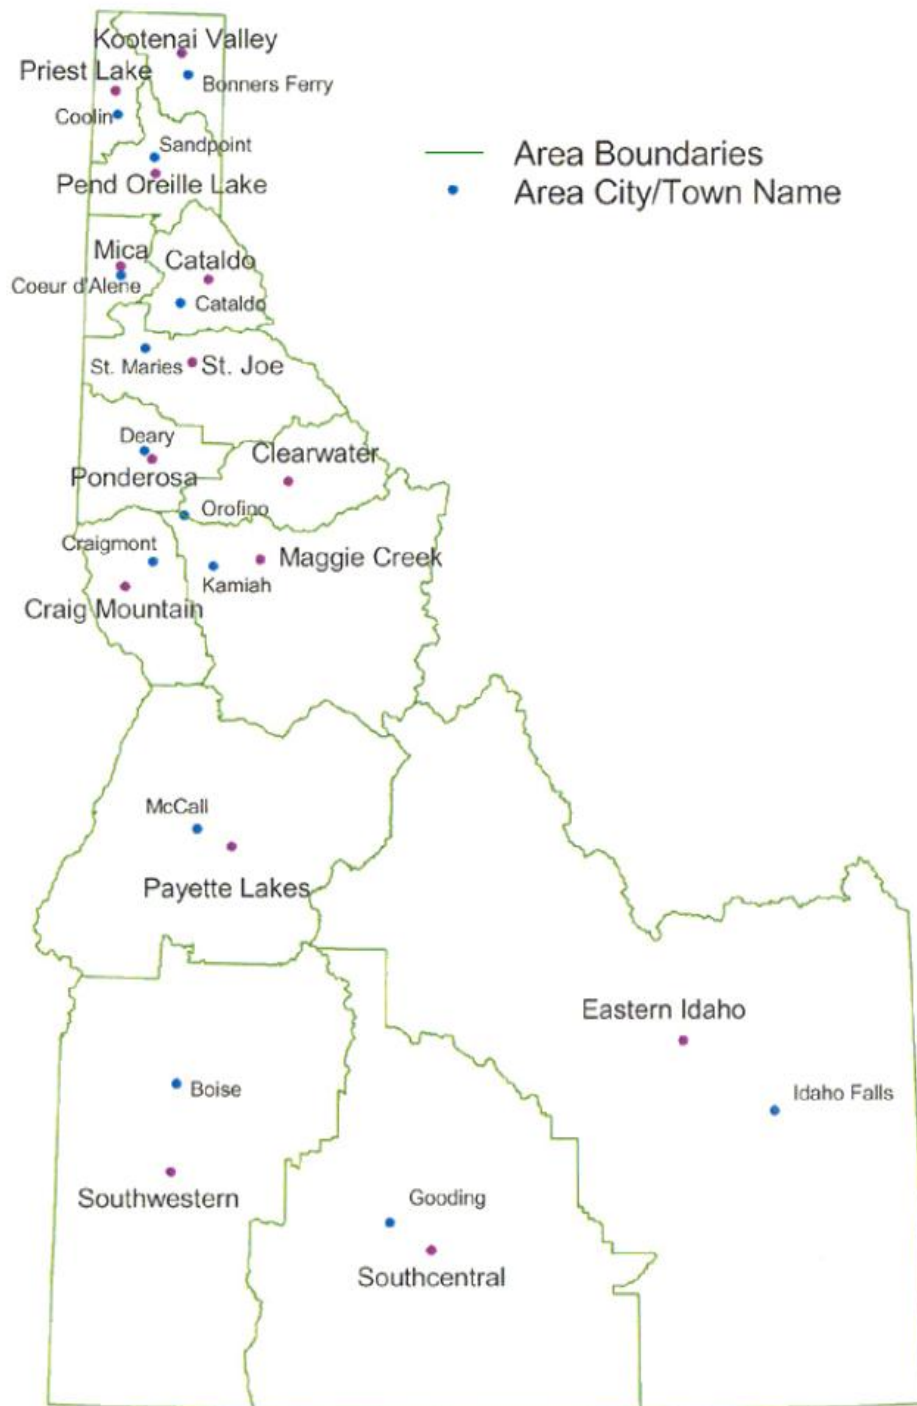 Kootenai Valley
Priest Lake
Bonners Ferry
Coolin
Sandpoint
Area Boundaries
Pend Oreille Lake
Area City/Town Name
Mica
Cataldo
Coeur d'Alene
Cataldo
St. Maries
St. Joe
Deary
Clearwater
Ponderosa
Orofino
Craigmont
Maggie Creek
Kamiah
Craig Mountain
McCall
Payette Lakes
Eastern Idaho
Boise
Idaho Falls
Southwestern
Gooding
Southcentral